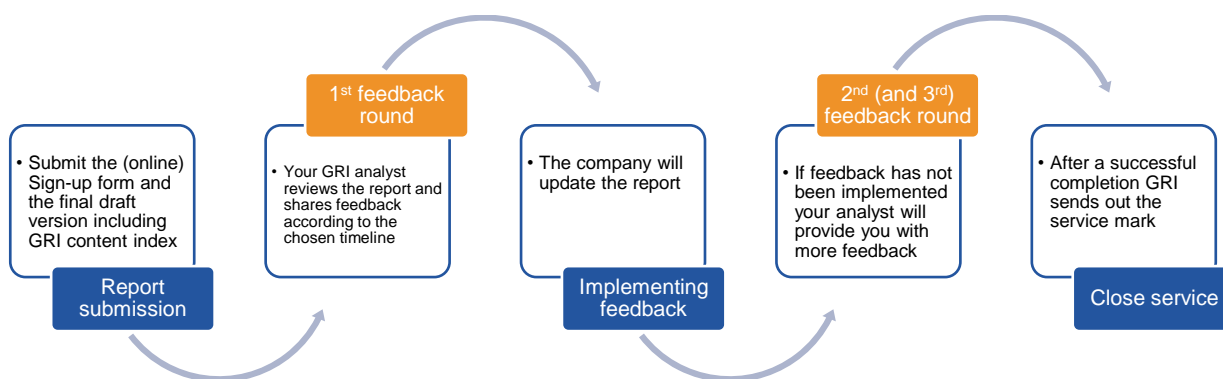 • Submit the (online)
Sign-up form and
the final draft
version including
GRI content index
Report
submission
1st feedback
round
• Your GRI analyst
reviews the report and
shares feedback
according to the
chosen timeline
• The company will
update the report
Implementing
feedback
2nd (and 3rd)
feedback round
• If feedback has not
been implemented
your analyst will
provide you with
more feedback
• After a successful
completion GRI
sends out the
service mark
Close service